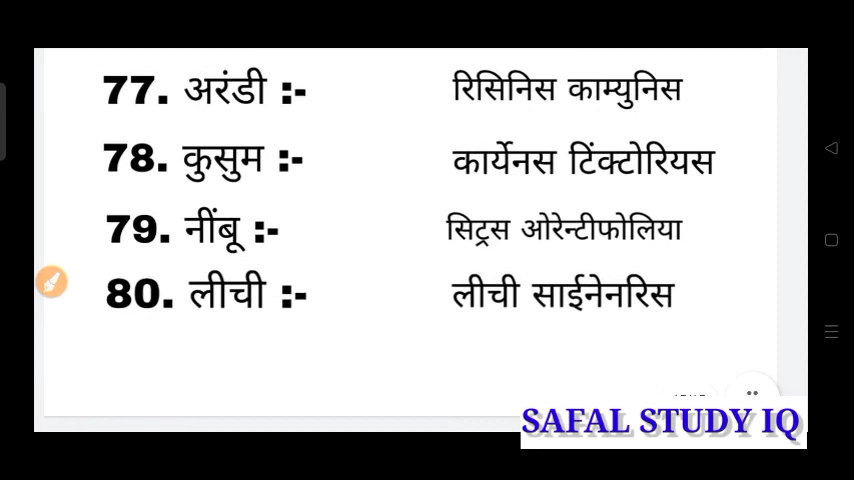 77. अरंडी :- रिसिनिस काम्युनिस
78. कुसुम :- कार्येनस टिंक्टोरियस
79. नींबू :- सिट्रस ओरेन्टीफोलिया
80. लीची :- लीची साईनेनरिस
SAFAL STUDY IQ